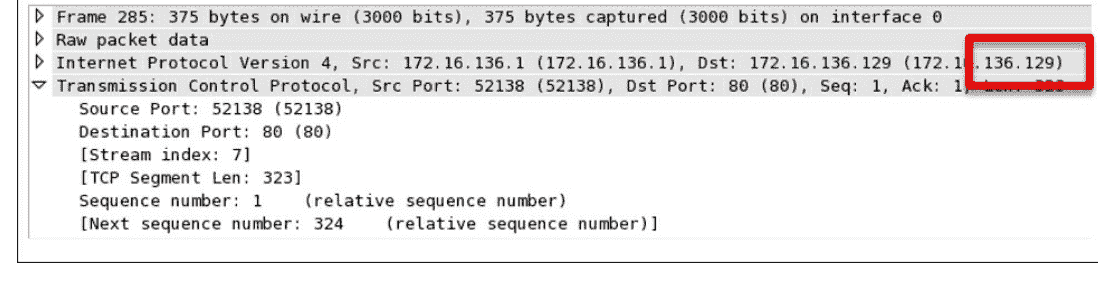 Frame 285: 375 bytes on wire (3000 bits), 375 bytes captured (3000 bits) on interface 0
Raw packet data
Internet Protocol Version 4, Src: 172.16.136.1 (172.16.136.1), Dst: 172.16.136.129 (172.1 .136.129)
Transmission Control Protocol, Src Port: 52138 (52138), Dst Port: 80 (80), Seq: 1, Ack: 1,
Source Port: 52138 (52138)
Destination Port: 80 (80)
[Stream index: 7]
[TCP Segment Len: 323]
Sequence number: 1 (relative sequence number)
[Next sequence number: 324 (relative sequence number)]